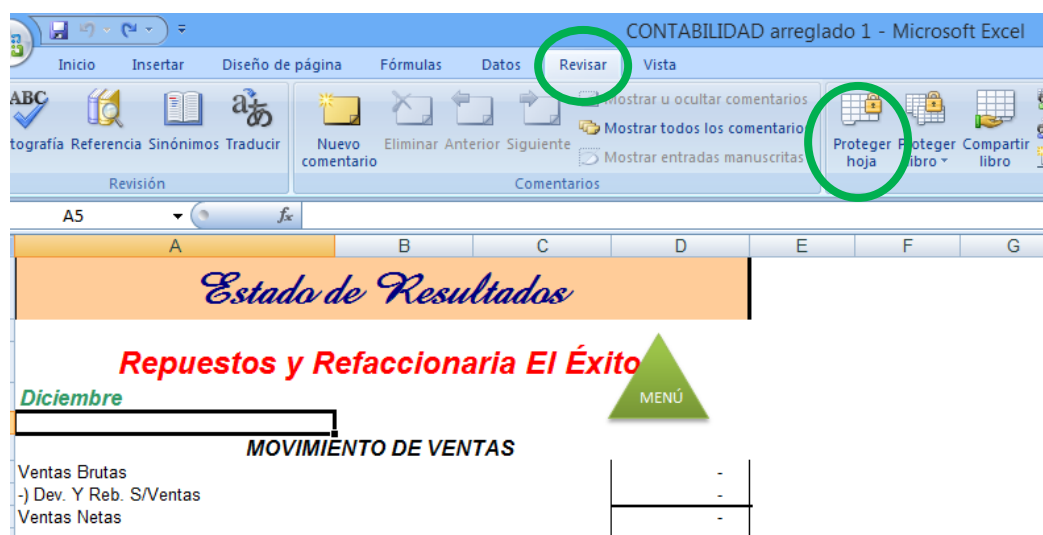 CONTABILIDAD arreglado 1 - Microsoft Excel
Inicio Insertar Diseño de página Fórmulas Datos Revisar Vista
ABC
tografía Referencia Sinónimos Traducir
Nuevo comentario
Eliminar Anterior Siguiente
Mostrar u ocultar comentarios
Mostrar todos los comentarios
Mostrar entradas manuscritas
Proteger hoja
Proteger libro
Compartir libro
Revisión Comentarios
A5 fx
A B C D E F G
Estado de Resultados
Repuestos y Refaccionaria El Éxito
Diciembre
MENÚ
MOVIMIENTO DE VENTAS
Ventas Brutas -
-) Dev. Y Reb. S/Ventas -
Ventas Netas -